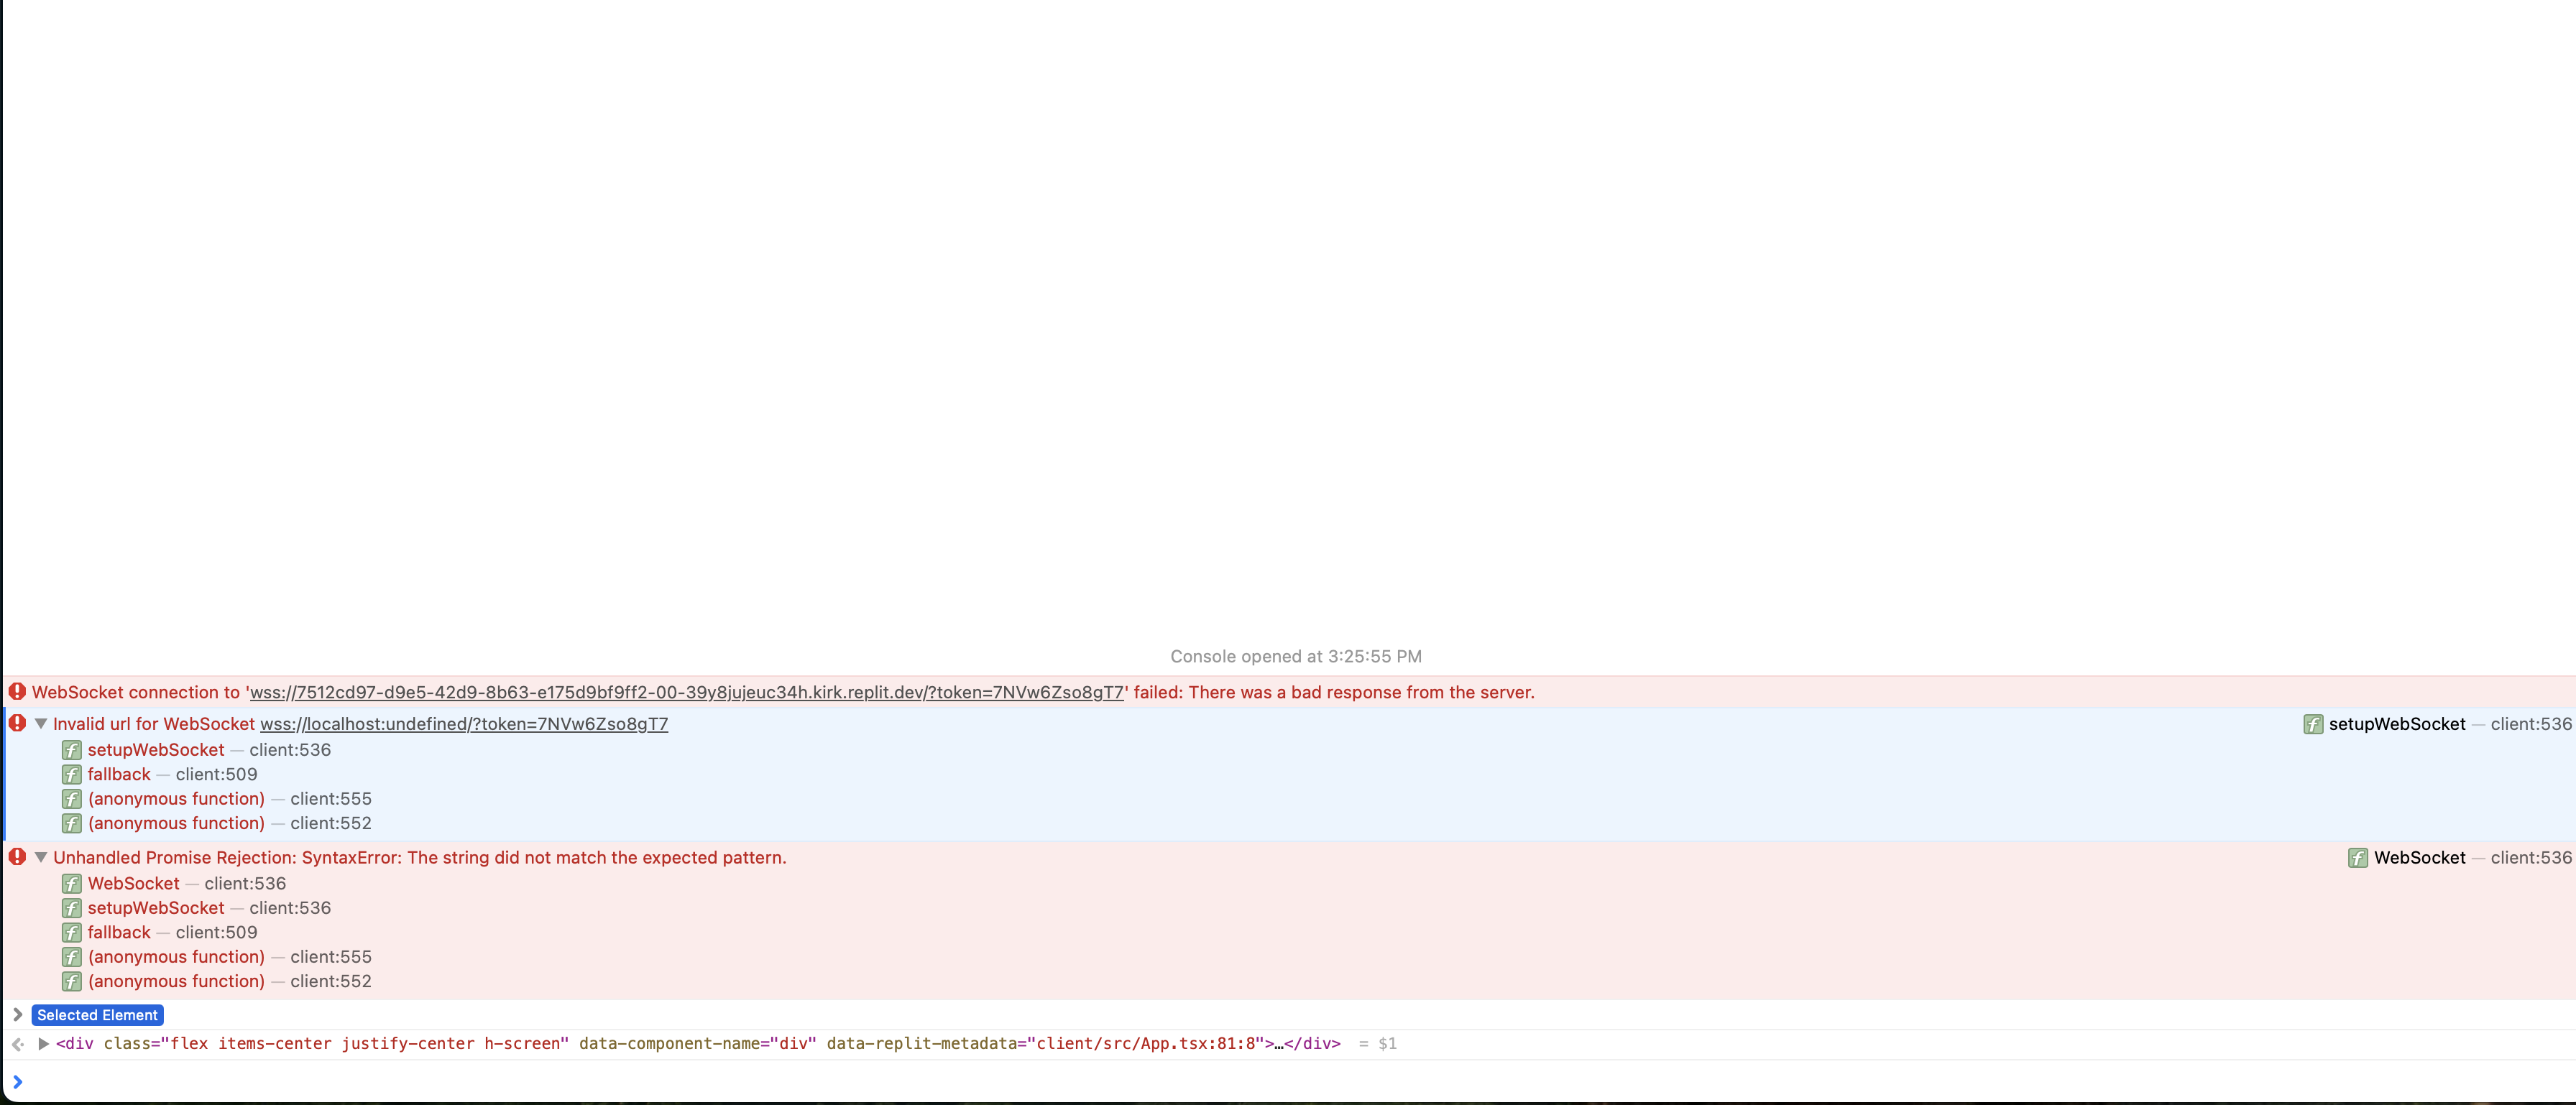 Console opened at 3:25:55 PM
WebSocket connection to 'wss://7512cd97-d9e5-42d9-8b63-e175d9bf9ff2-00-39y8jujeuc34h.kirk.replit.dev/?token=7NVw6Zso8gT7' failed: There was a bad response from the server.
Invalid url for WebSocket wss://localhost:undefined/?token=7NVw6Zso8gT7 f setupWebSocket — client:536
f setupWebSocket — client:536
f fallback — client:509
f (anonymous function) — client:555
f (anonymous function) — client:552
Unhandled Promise Rejection: SyntaxError: The string did not match the expected pattern. f WebSocket — client:536
f WebSocket — client:536
f setupWebSocket — client:536
f fallback — client:509
f (anonymous function) — client:555
f (anonymous function) — client:552
Selected Element
<div class="flex items-center justify-center h-screen" data-component-name="div" data-replit-metadata="client/src/App.tsx:81:8">…</div> = $1